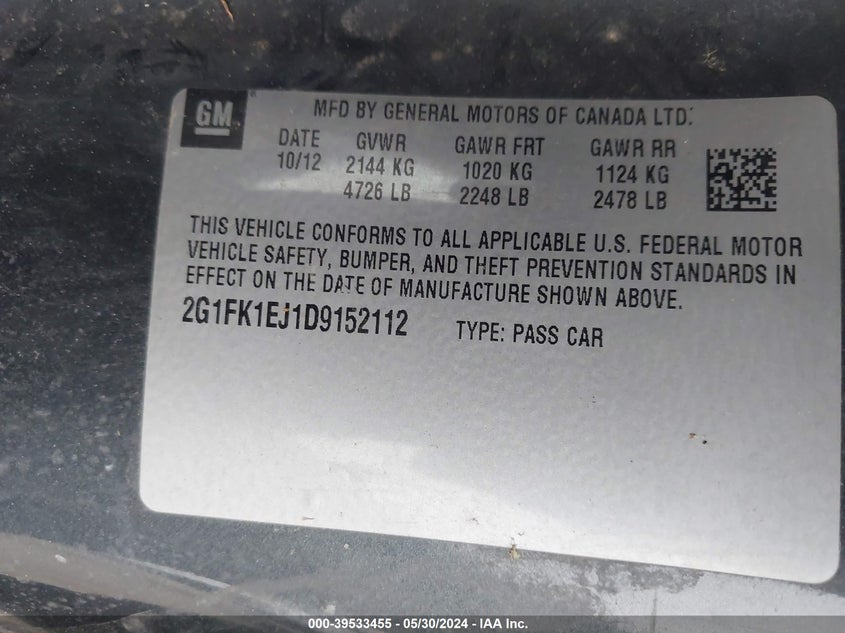 GM
MFD BY GENERAL MOTORS OF CANADA LTD.
DATE GVWR GAWR FRT GAWR RR
10/12 2144 KG 1020 KG 1124 KG
4726 LB 2248 LB 2478 LB
THIS VEHICLE CONFORMS TO ALL APPLICABLE U.S. FEDERAL MOTOR
VEHICLE SAFETY, BUMPER, AND THEFT PREVENTION STANDARDS IN
EFFECT ON THE DATE OF MANUFACTURE SHOWN ABOVE.
2G1FK1EJ1D9152112 TYPE: PASS CAR
000-39533455 - 05/30/2024 - IAA Inc.